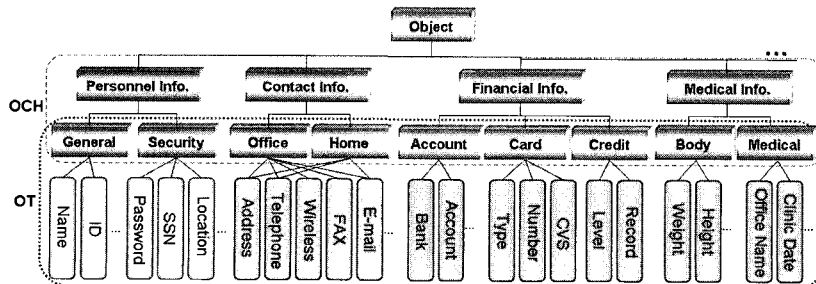 Object
...
OCH
Personnel Info. Contact Info. Financial Info. Medical Info.
General Security Office Home Account Card Credit Body Medical
OT
Name ID ... Password SSN Location ... Address Telephone Wireless FAX E-mail ... Bank Account ... Type Number CVS Level Record Weight Height ... Office Name Clinic Date ...